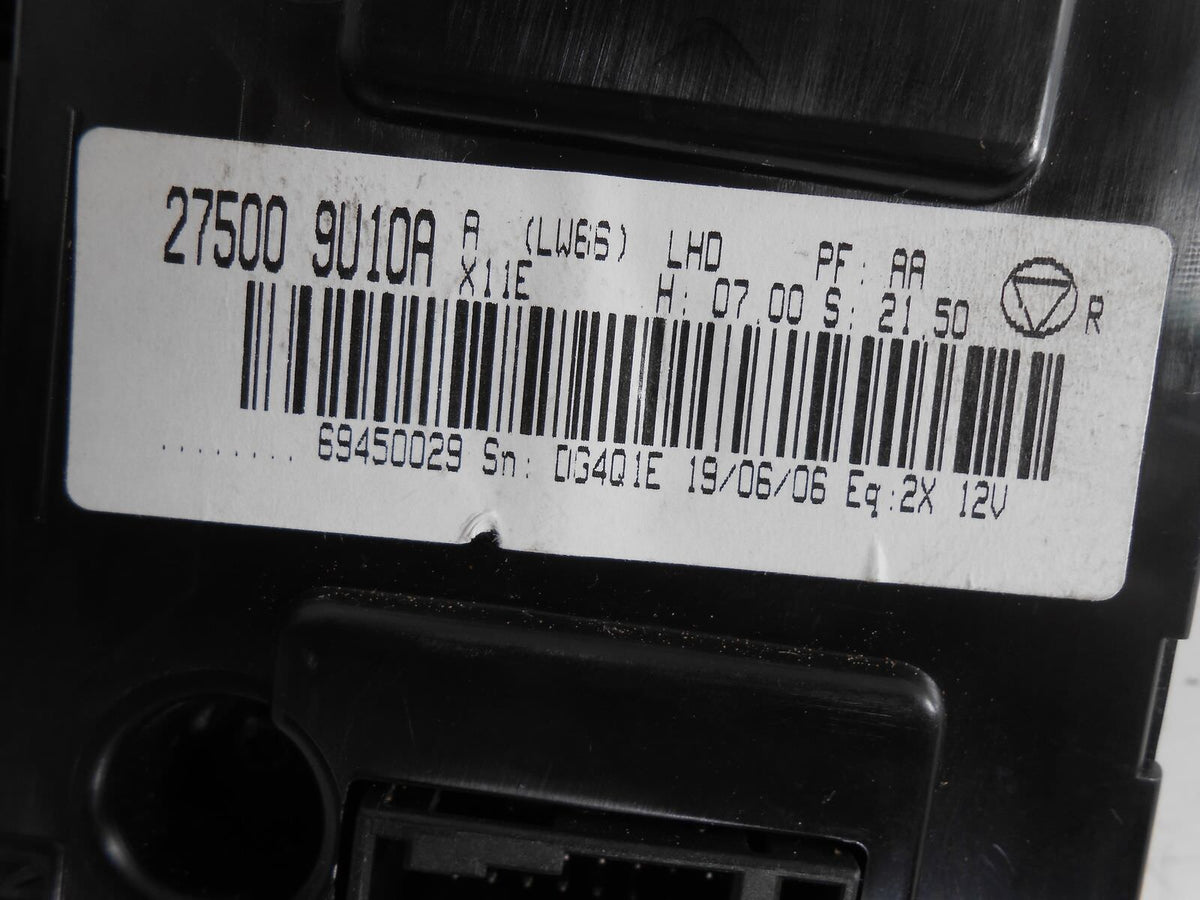 27500 9U10A A (LW66) LHD PF: AA
X11E H: 07.00 S: 21.50 R
......... 69450029 Sn: DG4Q1E 19/06/06 Eq:2X 12V